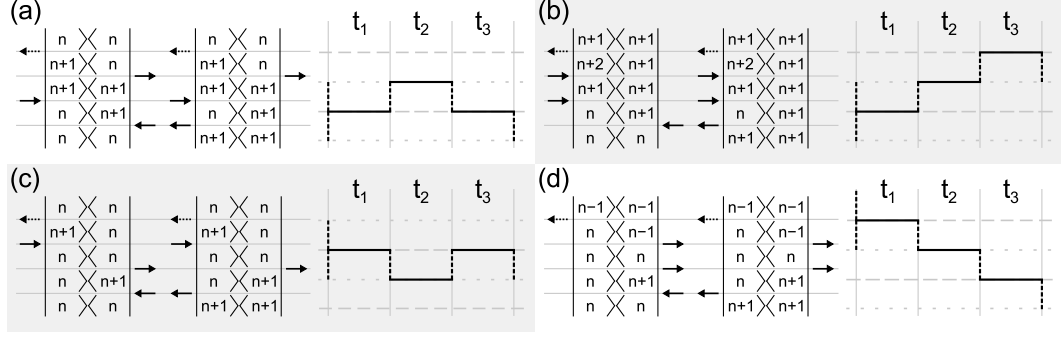 (a)
t₁ t₂ t₃
n n n n
n+1 n n+1 n
n+1 n+1 n+1 n+1
n n+1 n n+1
n n n+1 n+1
(b)
t₁ t₂ t₃
n+1 n+1 n+1 n+1
n+2 n+1 n+2 n+1
n+1 n+1 n+1 n+1
n n+1 n n+1
n n n+1 n+1
(c)
t₁ t₂ t₃
n n n n
n+1 n n+1 n
n n n n
n n+1 n n+1
n n n+1 n+1
(d)
t₁ t₂ t₃
n−1 n−1 n−1 n−1
n n−1 n n−1
n n n n
n n+1 n n+1
n n n+1 n+1